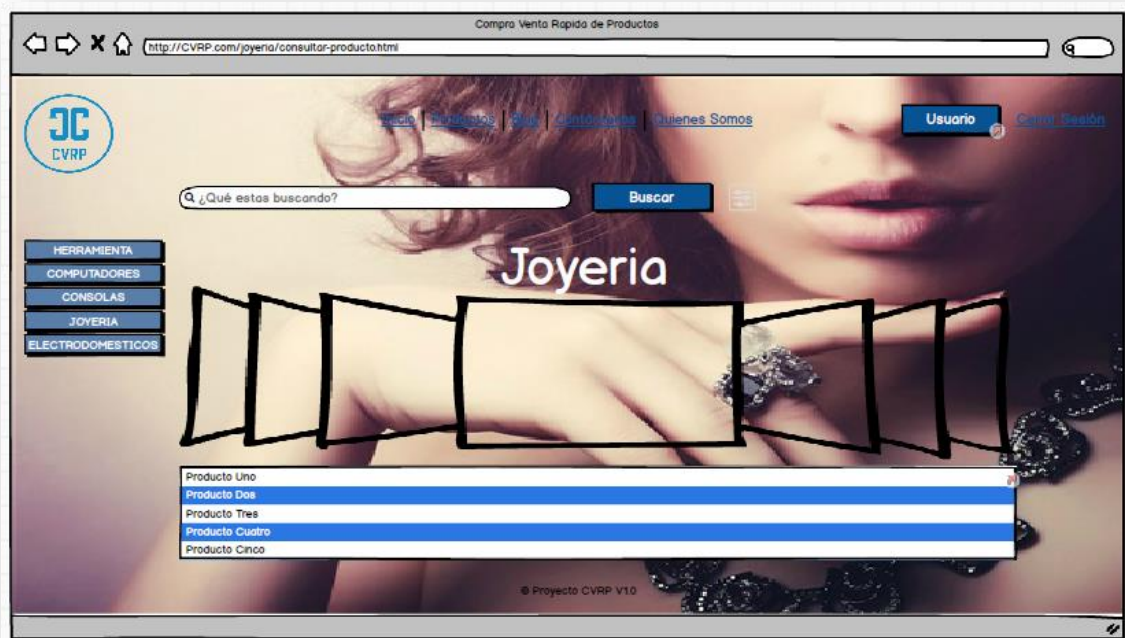 Compra Venta Rapida de Productos
http://CVRP.com/joyeria/consultar-producto.html
CVRP
Inicio | Productos | Blog | Contáctenos | Quienes Somos
Usuario
Cerrar Sesión
¿Qué estas buscando?
Buscar
HERRAMIENTA
COMPUTADORES
CONSOLAS
JOYERIA
ELECTRODOMESTICOS
Joyeria
Producto Uno
Producto Dos
Producto Tres
Producto Cuatro
Producto Cinco
© Proyecto CVRP V1.0